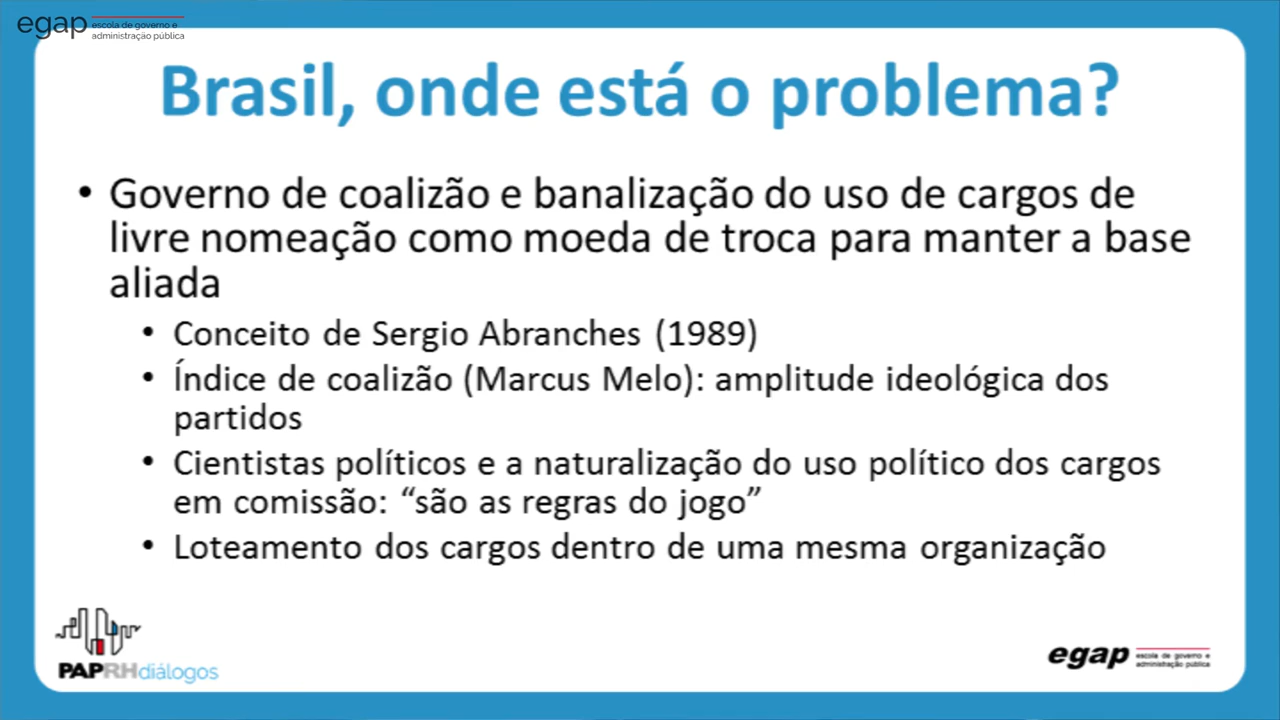 egap escola de governo e
administração pública
Brasil, onde está o problema?
• Governo de coalizão e banalização do uso de cargos de
livre nomeação como moeda de troca para manter a base
aliada
• Conceito de Sergio Abranches (1989)
• Índice de coalizão (Marcus Melo): amplitude ideológica dos
partidos
• Cientistas políticos e a naturalização do uso político dos cargos
em comissão: “são as regras do jogo”
• Loteamento dos cargos dentro de uma mesma organização
PAPRHdiálogos
egap escola de governo e
administração pública